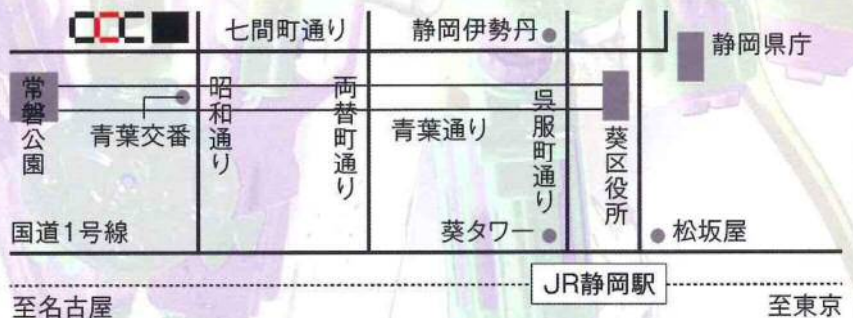 CCC
七間町通り
静岡伊勢丹
静岡県庁
常磐公園
青葉交番
昭和通り
両替町通り
青葉通り
呉服町通り
葵区役所
国道1号線
葵タワー
松坂屋
JR静岡駅
至名古屋
至東京